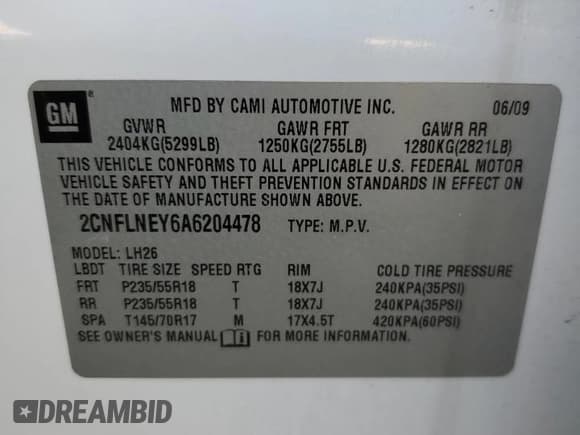 GM ®
MFD BY CAMI AUTOMOTIVE INC. 06/09
GVWR GAWR FRT GAWR RR
2404KG(5299LB) 1250KG(2755LB) 1280KG(2821LB)
THIS VEHICLE CONFORMS TO ALL APPLICABLE U.S. FEDERAL MOTOR
VEHICLE SAFETY AND THEFT PREVENTION STANDARDS IN EFFECT ON
THE DATE OF MANUFACTURE SHOWN ABOVE.
2CNFLNEY6A6204478 TYPE: M.P.V.
MODEL: LH26
LBDT TIRE SIZE SPEED RTG RIM COLD TIRE PRESSURE
FRT P235/55R18 T 18X7J 240KPA(35PSI)
RR P235/55R18 T 18X7J 240KPA(35PSI)
SPA T145/70R17 M 17X4.5T 420KPA(60PSI)
SEE OWNER'S MANUAL i FOR MORE INFORMATION.
DREAMBID